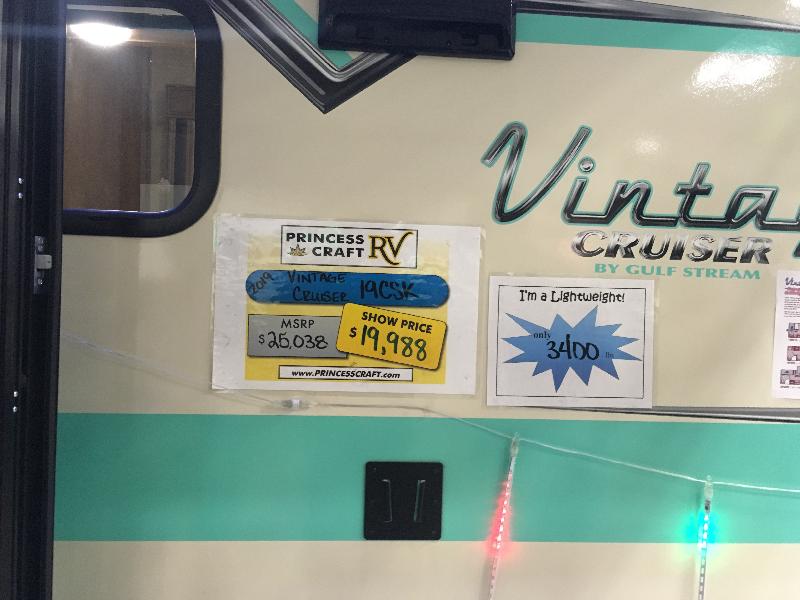 Vintag
CRUISER
BY GULF STREAM
PRINCESS
CRAFT RV
2019 VINTAGE
CRUISER 19CSK
MSRP
$25,038
SHOW PRICE
$19,988
www.PRINCESSCRAFT.com
I'm a Lightweight!
only
3400 lbs